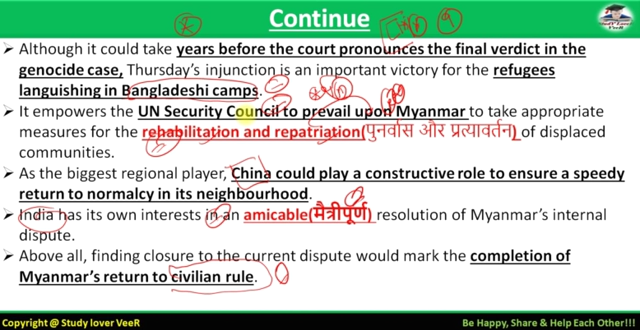 Continue
➢ Although it could take years before the court pronounces the final verdict in the
genocide case, Thursday's injunction is an important victory for the refugees
languishing in Bangladeshi camps.
➢ It empowers the UN Security Council to prevail upon Myanmar to take appropriate
measures for the rehabilitation and repatriation(पुनर्वास और प्रत्यावर्तन) of displaced
communities.
➢ As the biggest regional player, China could play a constructive role to ensure a speedy
return to normalcy in its neighbourhood.
➢ India has its own interests in an amicable(मैत्रीपूर्ण) resolution of Myanmar's internal
dispute.
➢ Above all, finding closure to the current dispute would mark the completion of
Myanmar's return to civilian rule.
Copyright @ Study lover VeeR
Be Happy, Share & Help Each Other!!!